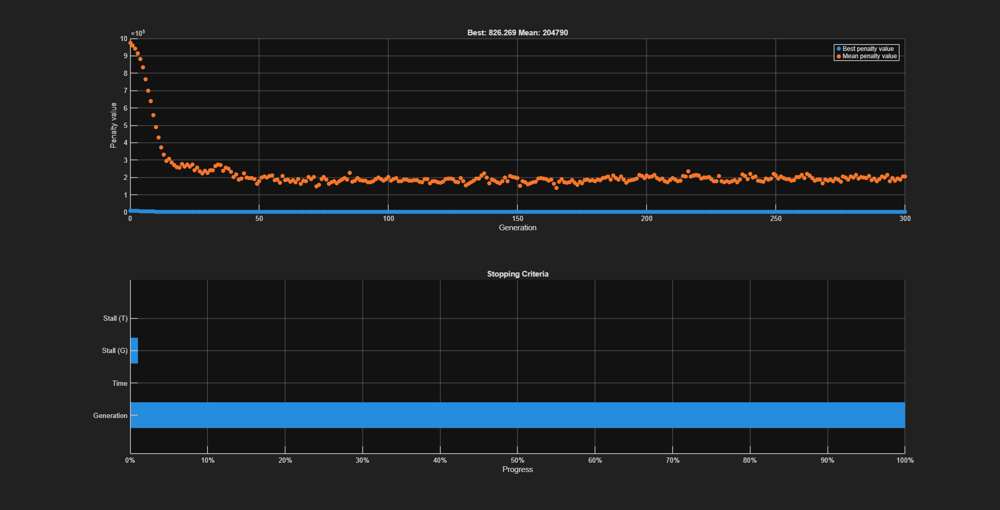 Best: 826.269 Mean: 204790
×10⁵
10
9
8
7
6
5
4
3
2
1
0
Penalty value
Best penalty value
Mean penalty value
0 50 100 150 200 250 300
Generation
Stopping Criteria
Stall (T)
Stall (G)
Time
Generation
0% 10% 20% 30% 40% 50% 60% 70% 80% 90% 100%
Progress